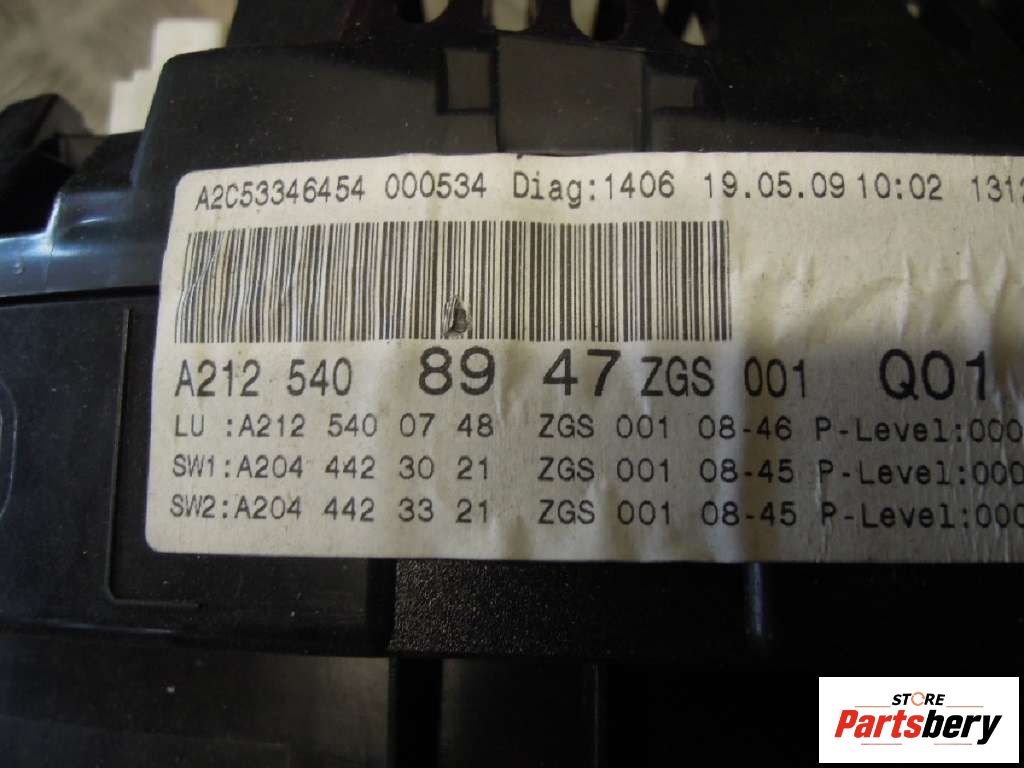 A2C53346454 000534 Diag:1406 19.05.09 10:02 1312
A212 540 89 47 ZGS 001 Q01
LU :A212 540 07 48 ZGS 001 08-46 P-Level:000
SW1:A204 442 30 21 ZGS 001 08-45 P-Level:000
SW2:A204 442 33 21 ZGS 001 08-45 P-Level:000
STORE
Partsbery